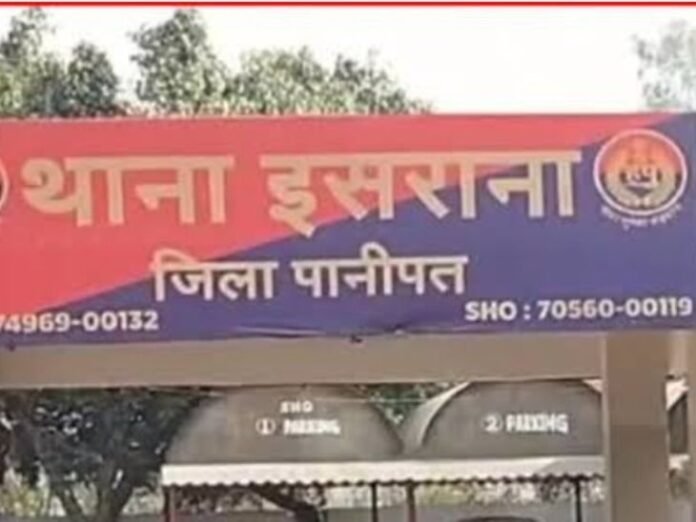 थाना इसराना
जिला पानीपत
74969-00132
SHO : 70560-00119
SHO
① PARKING
② PARKING